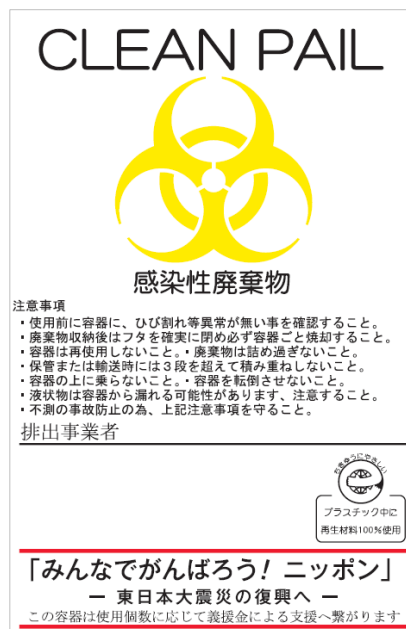 CLEAN PAIL
感染性廃棄物
注意事項
・使用前に容器に、ひび割れ等異常が無い事を確認すること。
・廃棄物収納後はフタを確実に閉め必ず容器ごと焼却すること。
・容器は再使用しないこと。・廃棄物は詰め過ぎないこと。
・保管または輸送時には３段を超えて積み重ねしないこと。
・容器の上に乗らないこと。・容器を転倒させないこと。
・液状物は容器から漏れる可能性があります、注意すること。
・不測の事故防止の為、上記注意事項を守ること。
排出事業者
ちきゅうにやさしい
プラスチック中に
再生材料100%使用
「みんなでがんばろう！ニッポン」
ー 東日本大震災の復興へ ー
この容器は使用個数に応じて義援金による支援へ繋がります